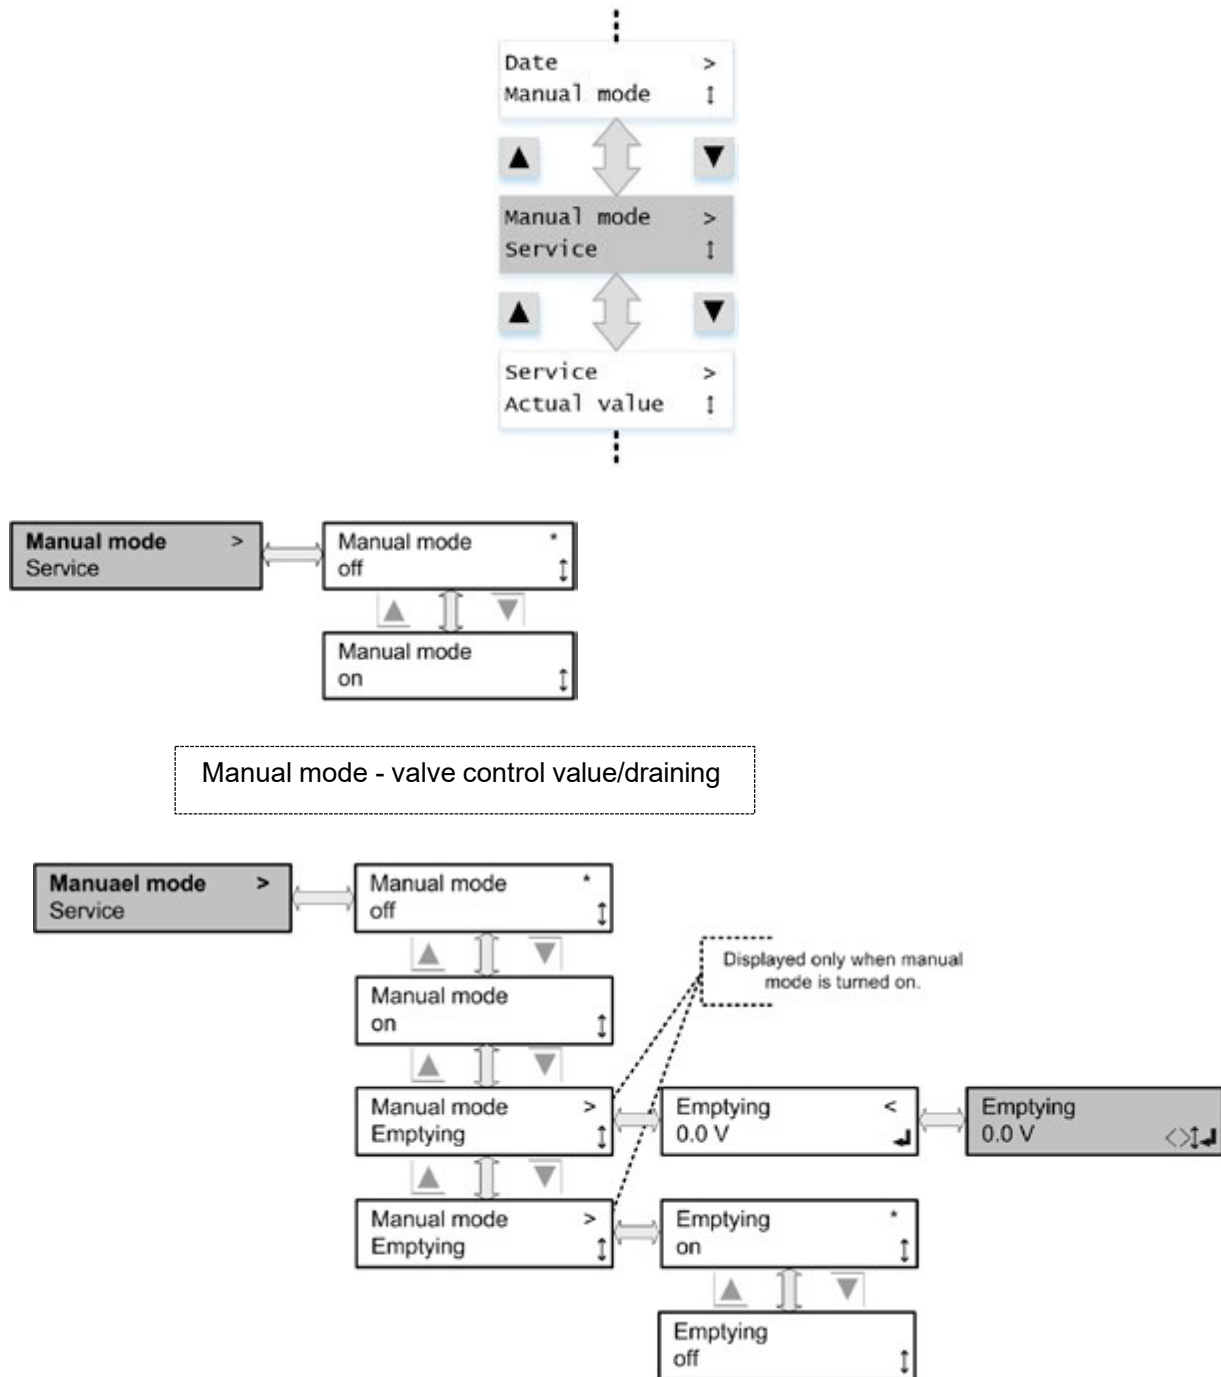 Date >
Manual mode ↕
▲ ▼
Manual mode >
Service ↕
▲ ▼
Service >
Actual value ↕
Manual mode >
Service
Manual mode *
off ↕
▲ ▼
Manual mode
on ↕
Manual mode - valve control value/draining
Manuael mode >
Service
Manual mode *
off ↕
▲ ▼
Manual mode
on ↕
Displayed only when manual
mode is turned on.
▲ ▼
Manual mode >
Emptying ↕
Emptying <
0.0 V ↵
Emptying
0.0 V <>↕↵
▲ ▼
Manual mode >
Emptying ↕
Emptying *
on ↕
▲ ▼
Emptying
off ↕